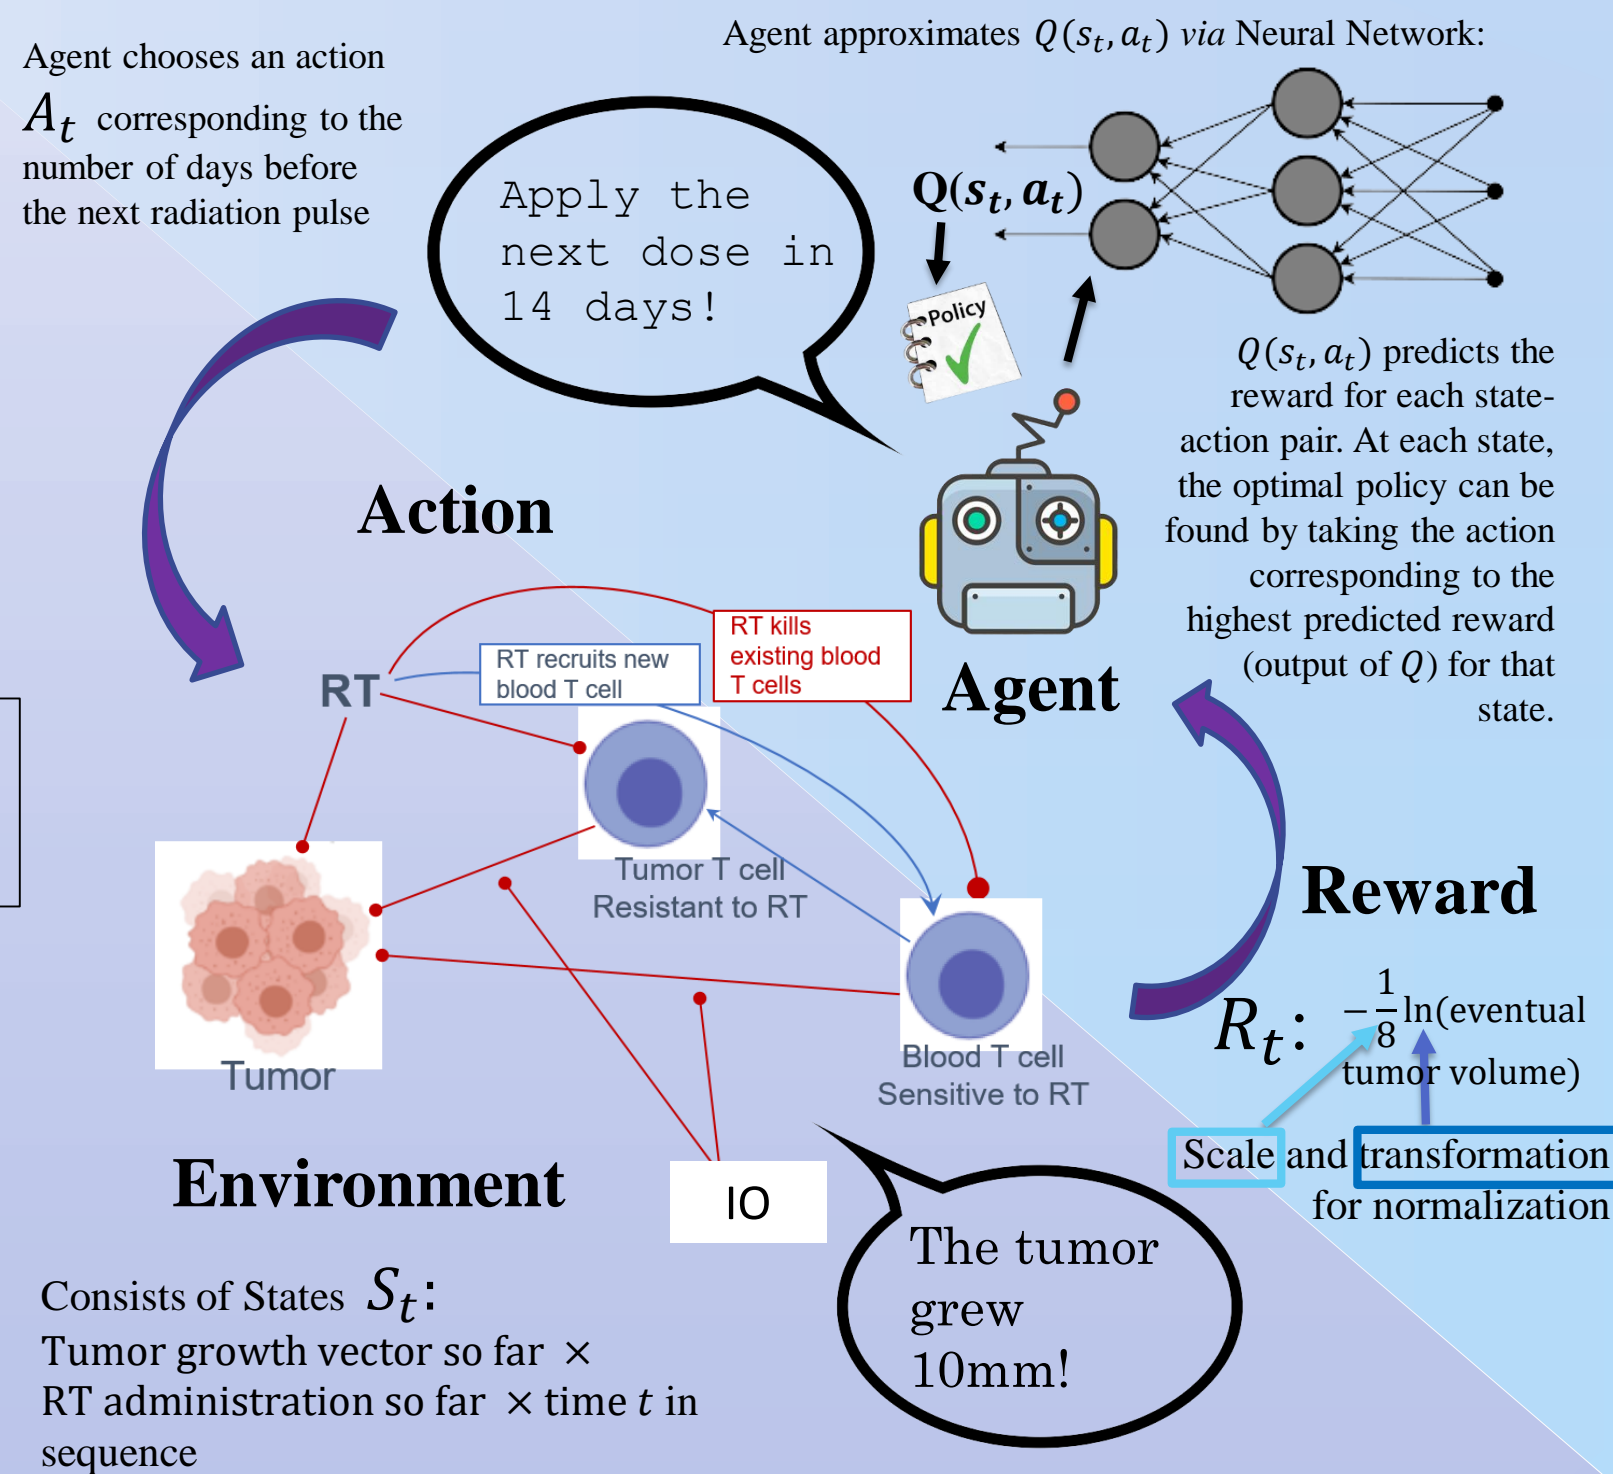 Agent chooses an action
A_t corresponding to the
number of days before
the next radiation pulse
Agent approximates Q(s_t, a_t) via Neural Network:
Apply the
next dose in
14 days!
Q(s_t, a_t)
Policy
Q(s_t, a_t) predicts the
reward for each state-
action pair. At each state,
the optimal policy can be
found by taking the action
corresponding to the
highest predicted reward
(output of Q) for that
state.
Action
Agent
RT
RT recruits new
blood T cell
RT kills
existing blood
T cells
Tumor T cell
Resistant to RT
Blood T cell
Sensitive to RT
Tumor
IO
Reward
R_t: −1/8 ln(eventual
tumor volume)
Scale and transformation
for normalization
Environment
The tumor
grew
10mm!
Consists of States S_t:
Tumor growth vector so far ×
RT administration so far × time t in
sequence